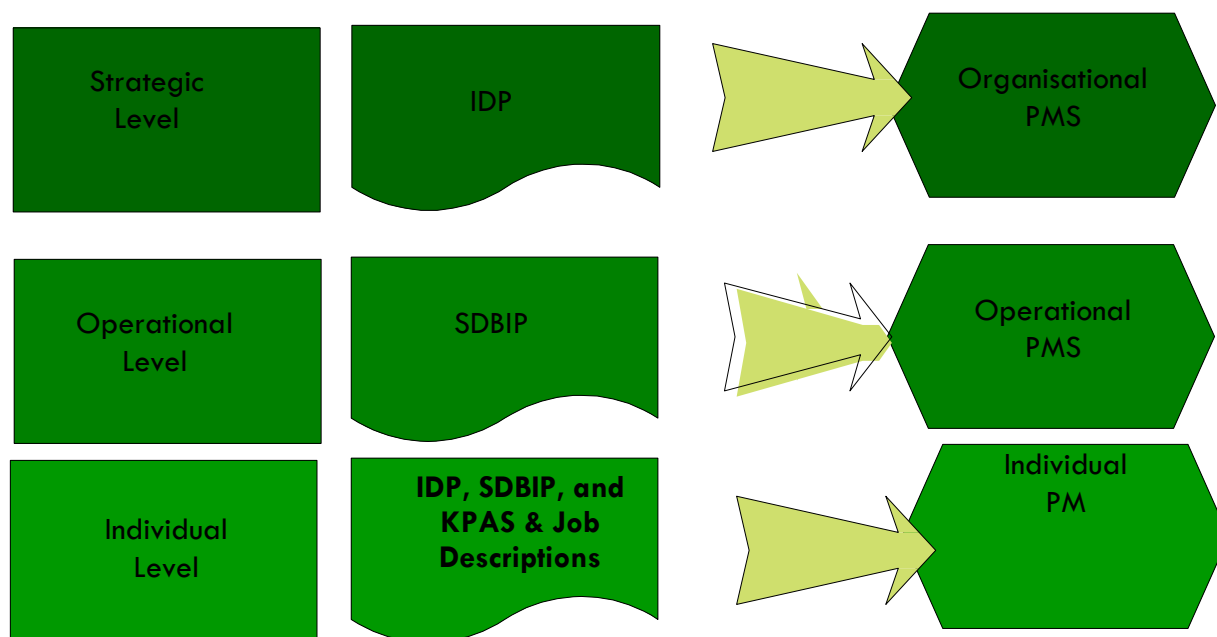 Strategic
Level
IDP
Organisational
PMS
Operational
Level
SDBIP
Operational
PMS
Individual
Level
IDP, SDBIP, and
KPAS & Job
Descriptions
Individual
PM